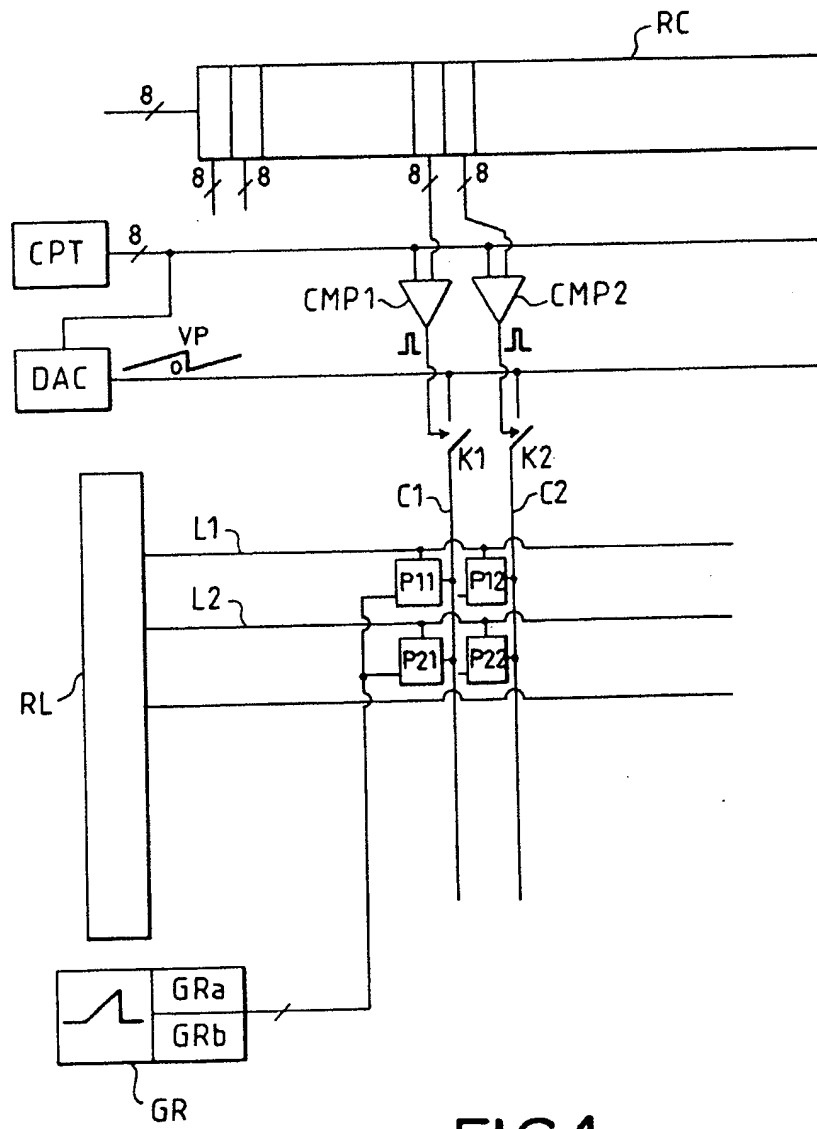 RC
8
8 8 8 8
CPT 8
CMP1 CMP2
VP
0
DAC
K1 K2
C1 C2
L1
P11 P12
L2
P21 P22
RL
GRa
GRb
GR